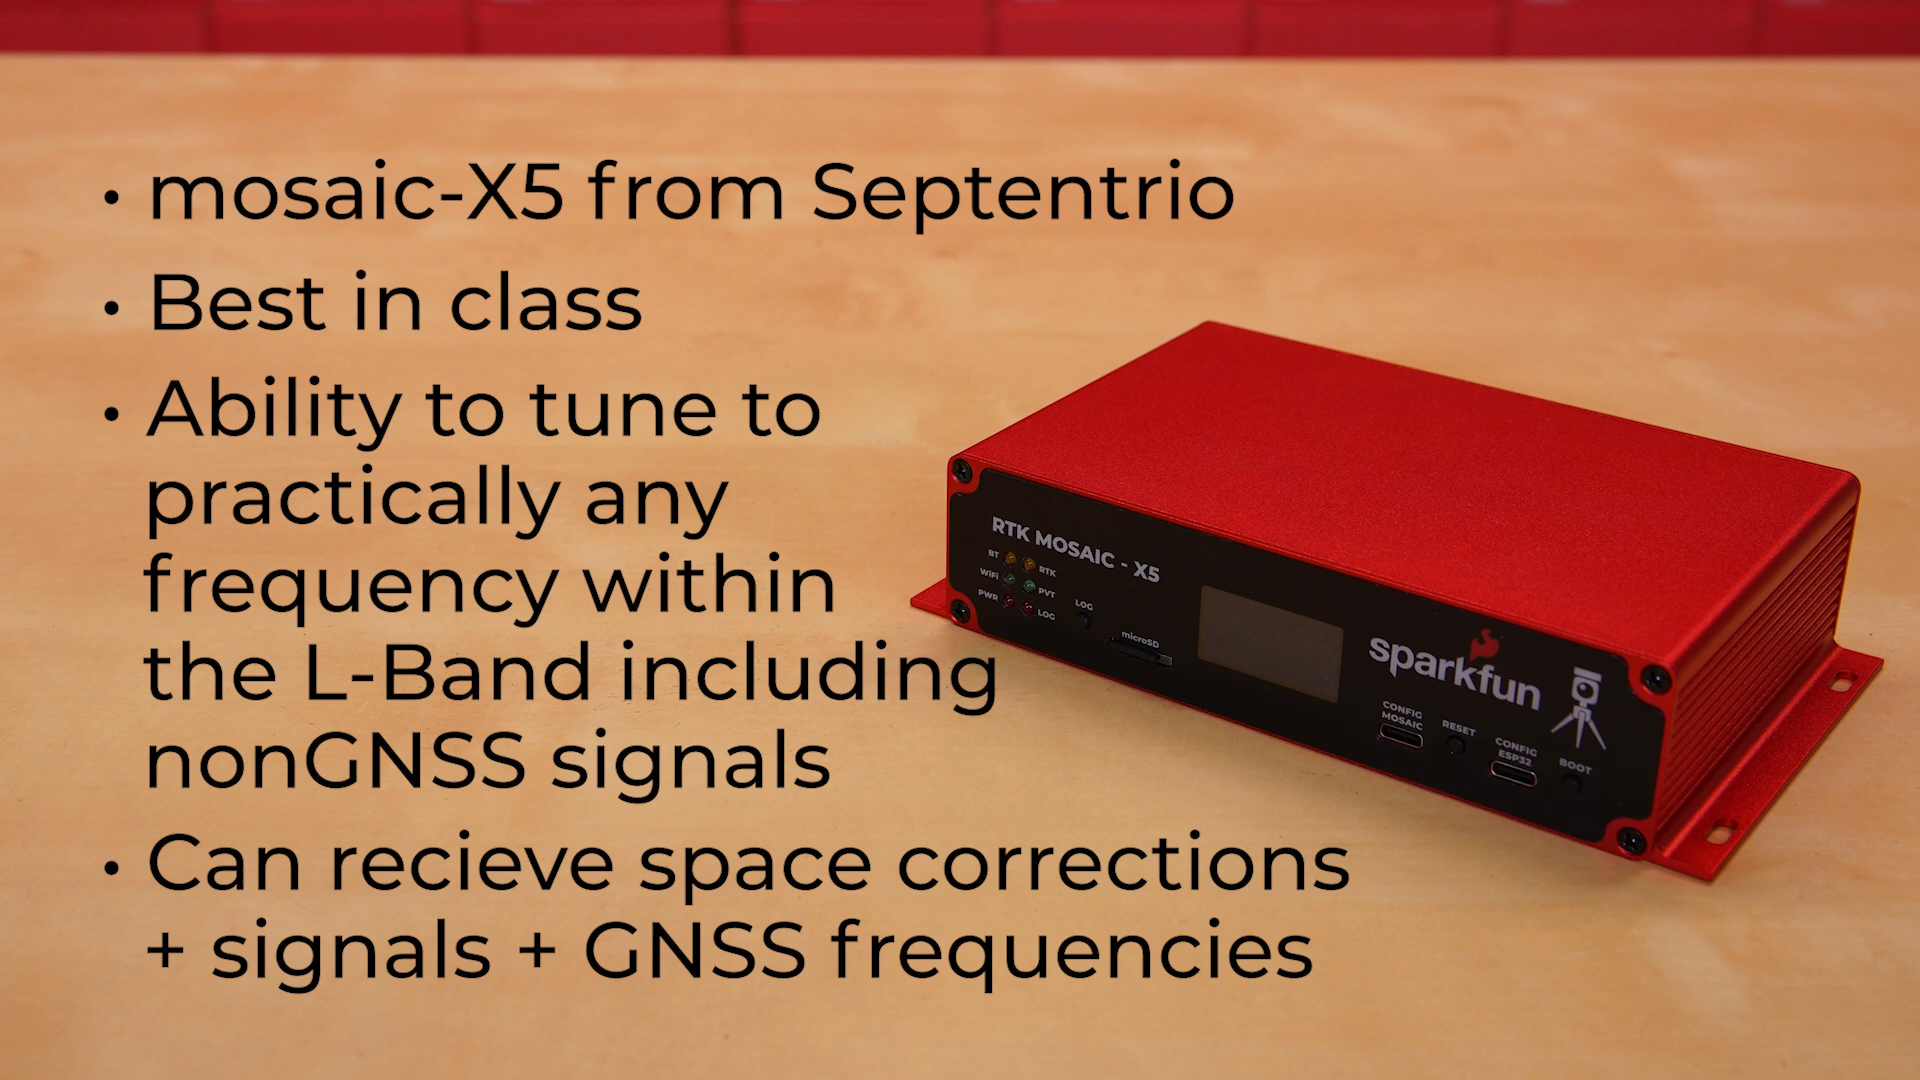 • mosaic-X5 from Septentrio
• Best in class
• Ability to tune to
practically any
frequency within
the L-Band including
nonGNSS signals
• Can recieve space corrections
+ signals + GNSS frequencies
RTK MOSAIC - X5
BT
RTK
WiFi
PVT
PWR
LOG
LOG
microSD
sparkfun
CONFIG
MOSAIC
RESET
CONFIG
ESP32
BOOT